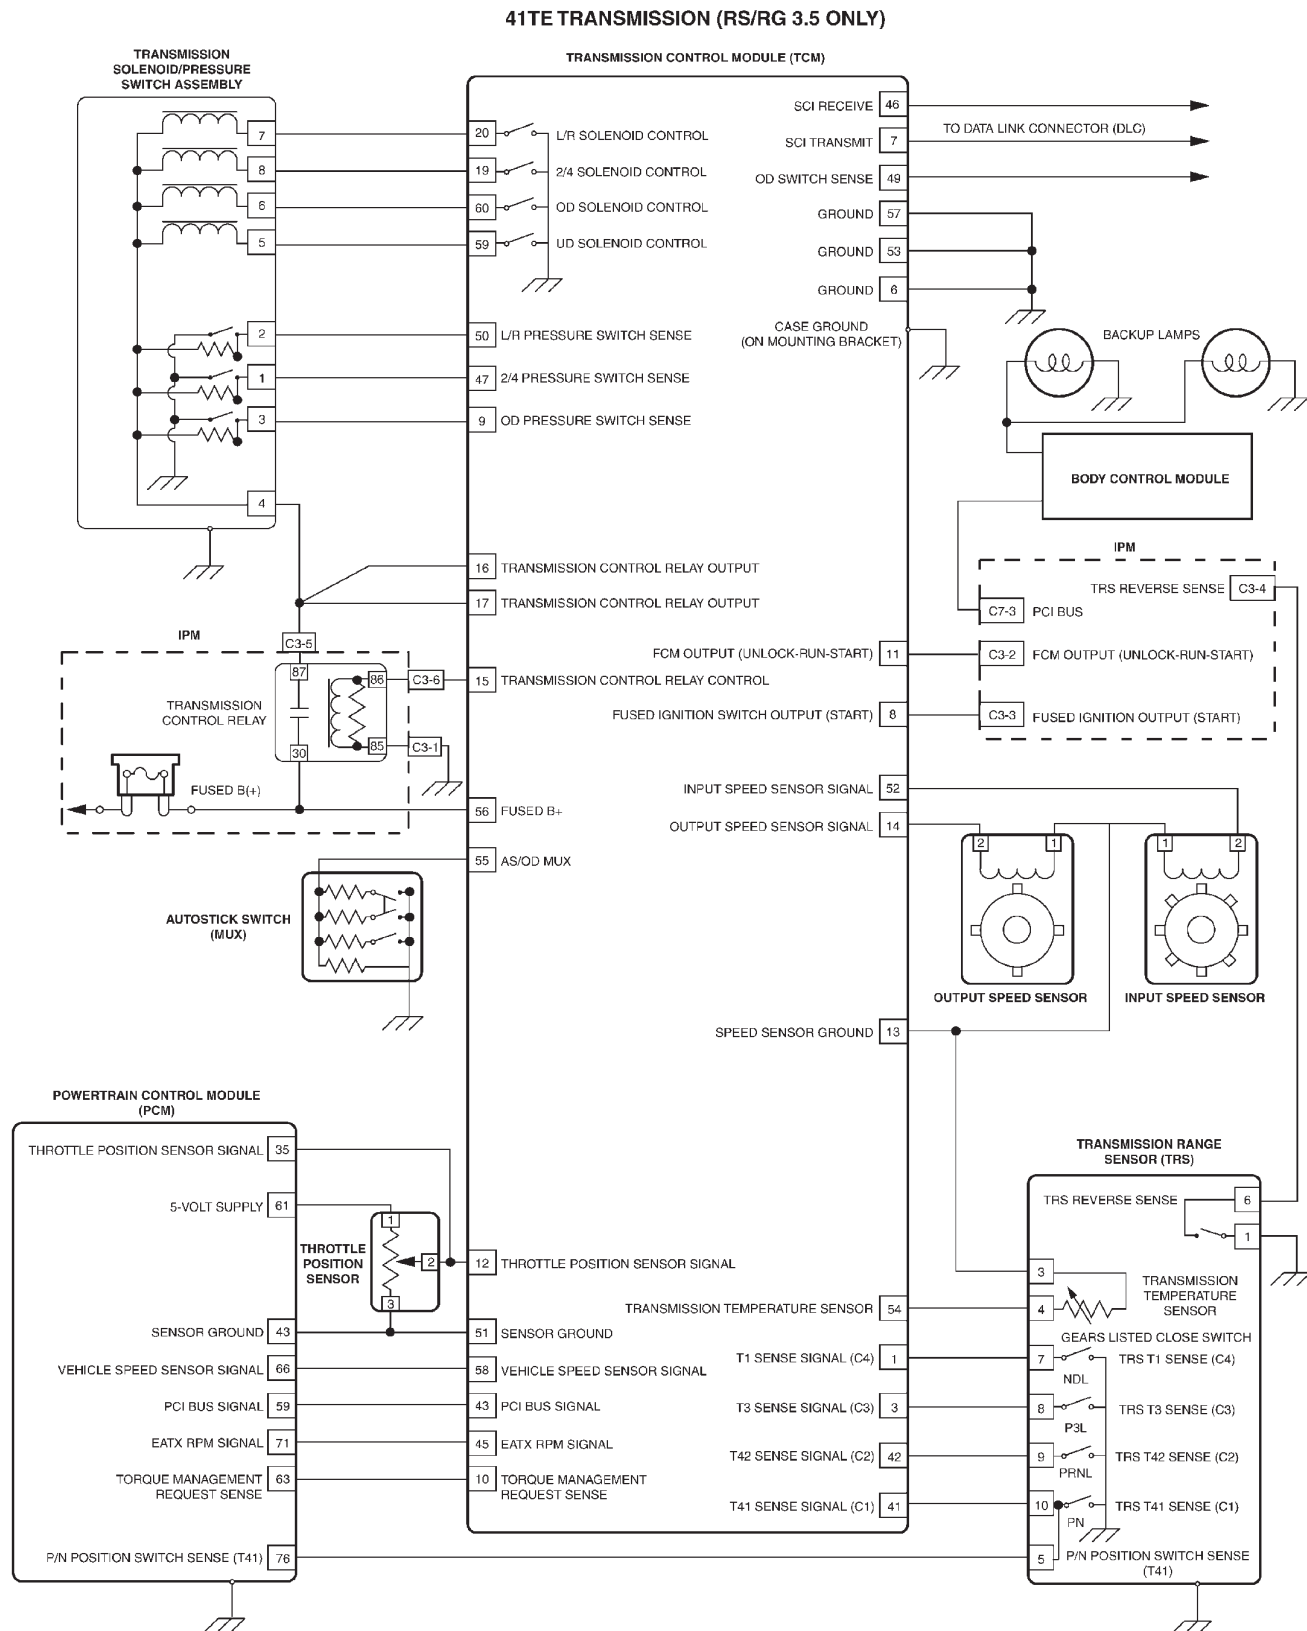 41TE TRANSMISSION (RS/RG 3.5 ONLY)
TRANSMISSION
SOLENOID/PRESSURE
SWITCH ASSEMBLY
7
8
6
5
2
1
3
4
TRANSMISSION CONTROL MODULE (TCM)
20 L/R SOLENOID CONTROL
19 2/4 SOLENOID CONTROL
60 OD SOLENOID CONTROL
59 UD SOLENOID CONTROL
50 L/R PRESSURE SWITCH SENSE
47 2/4 PRESSURE SWITCH SENSE
9 OD PRESSURE SWITCH SENSE
16 TRANSMISSION CONTROL RELAY OUTPUT
17 TRANSMISSION CONTROL RELAY OUTPUT
15 TRANSMISSION CONTROL RELAY CONTROL
56 FUSED B+
55 AS/OD MUX
12 THROTTLE POSITION SENSOR SIGNAL
51 SENSOR GROUND
58 VEHICLE SPEED SENSOR SIGNAL
43 PCI BUS SIGNAL
45 EATX RPM SIGNAL
10 TORQUE MANAGEMENT
REQUEST SENSE
SCI RECEIVE 46
SCI TRANSMIT 7
TO DATA LINK CONNECTOR (DLC)
OD SWITCH SENSE 49
GROUND 57
GROUND 53
GROUND 6
CASE GROUND
(ON MOUNTING BRACKET)
FCM OUTPUT (UNLOCK-RUN-START) 11
FUSED IGNITION SWITCH OUTPUT (START) 8
INPUT SPEED SENSOR SIGNAL 52
OUTPUT SPEED SENSOR SIGNAL 14
SPEED SENSOR GROUND 13
TRANSMISSION TEMPERATURE SENSOR 54
T1 SENSE SIGNAL (C4) 1
T3 SENSE SIGNAL (C3) 3
T42 SENSE SIGNAL (C2) 42
T41 SENSE SIGNAL (C1) 41
BACKUP LAMPS
BODY CONTROL MODULE
IPM
TRS REVERSE SENSE C3-4
C7-3 PCI BUS
C3-2 FCM OUTPUT (UNLOCK-RUN-START)
C3-3 FUSED IGNITION OUTPUT (START)
IPM
C3-5
87
86 C3-6
TRANSMISSION
CONTROL RELAY
30
85 C3-1
FUSED B(+)
AUTOSTICK SWITCH
(MUX)
2 1
OUTPUT SPEED SENSOR
1 2
INPUT SPEED SENSOR
POWERTRAIN CONTROL MODULE
(PCM)
THROTTLE POSITION SENSOR SIGNAL 35
5-VOLT SUPPLY 61
SENSOR GROUND 43
VEHICLE SPEED SENSOR SIGNAL 66
PCI BUS SIGNAL 59
EATX RPM SIGNAL 71
TORQUE MANAGEMENT 63
REQUEST SENSE
P/N POSITION SWITCH SENSE (T41) 76
THROTTLE
POSITION
SENSOR
1
2
3
TRANSMISSION RANGE
SENSOR (TRS)
TRS REVERSE SENSE 6
1
3
4
TRANSMISSION
TEMPERATURE
SENSOR
GEARS LISTED CLOSE SWITCH
7 TRS T1 SENSE (C4)
NDL
8 TRS T3 SENSE (C3)
P3L
9 TRS T42 SENSE (C2)
PRNL
10 TRS T41 SENSE (C1)
PN
5 P/N POSITION SWITCH SENSE
(T41)